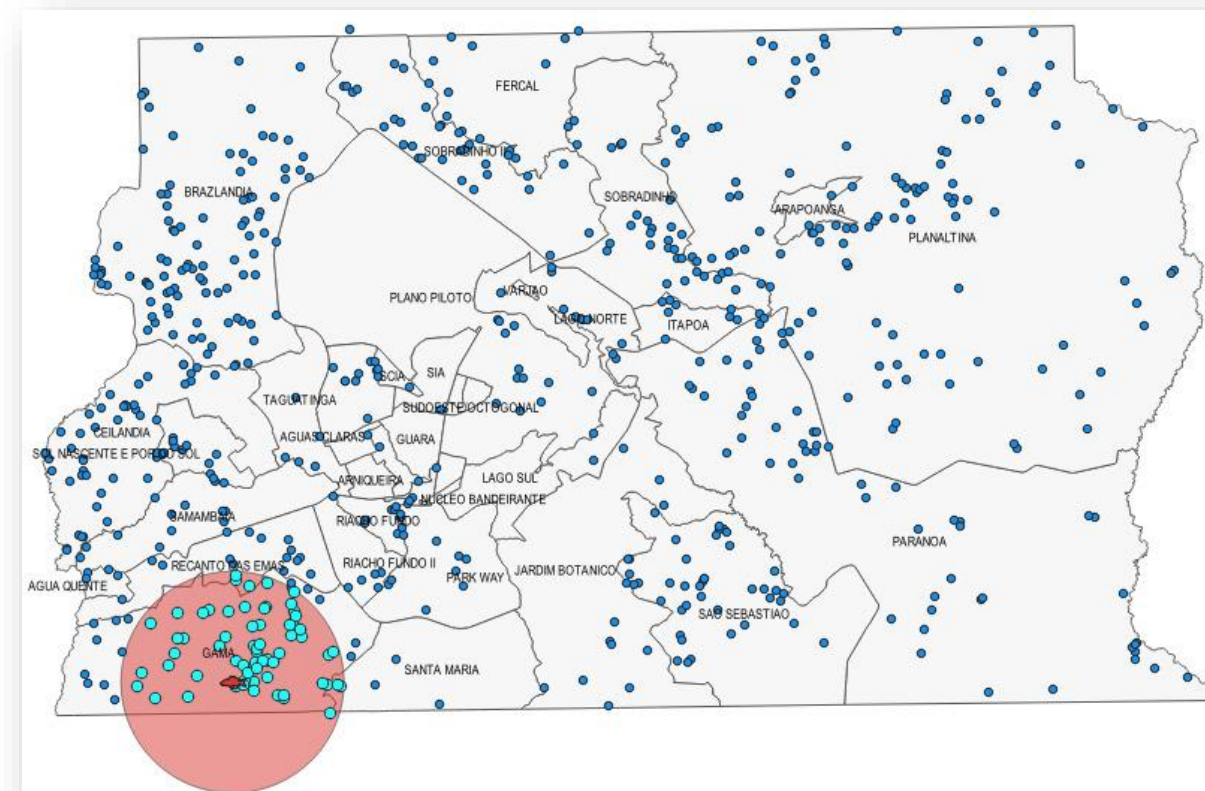 FERCAL
SOBRADINHO II
BRAZLANDIA
SOBRADINHO
ARAPOANGA
PLANALTINA
PLANO PILOTO
VARJAO
LAGO NORTE
ITAPOA
SCIA
SIA
TAGUATINGA
SUDOESTE/OCTOGONAL
CEILANDIA
AGUAS CLARAS
GUARA
SOL NASCENTE E POR DO SOL
ARNIQUEIRA
LAGO SUL
NUCLEO BANDEIRANTE
SAMAMBAIA
RIACHO FUNDO
PARANOA
RECANTO DAS EMAS
RIACHO FUNDO II
JARDIM BOTANICO
AGUA QUENTE
PARK WAY
SAO SEBASTIAO
GAMA
SANTA MARIA